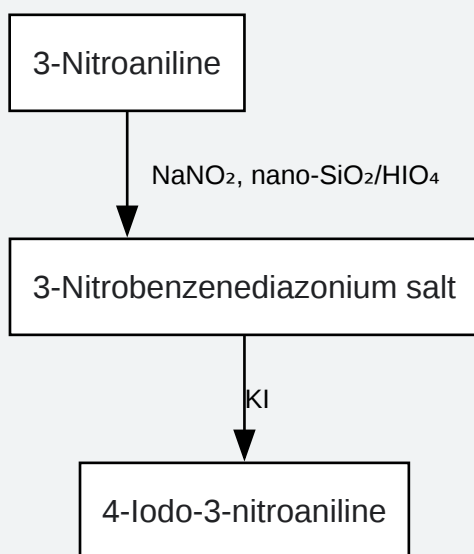 3-Nitroaniline
NaNO₂, nano-SiO₂/HIO₄
3-Nitrobenzenediazonium salt
KI
4-Iodo-3-nitroaniline